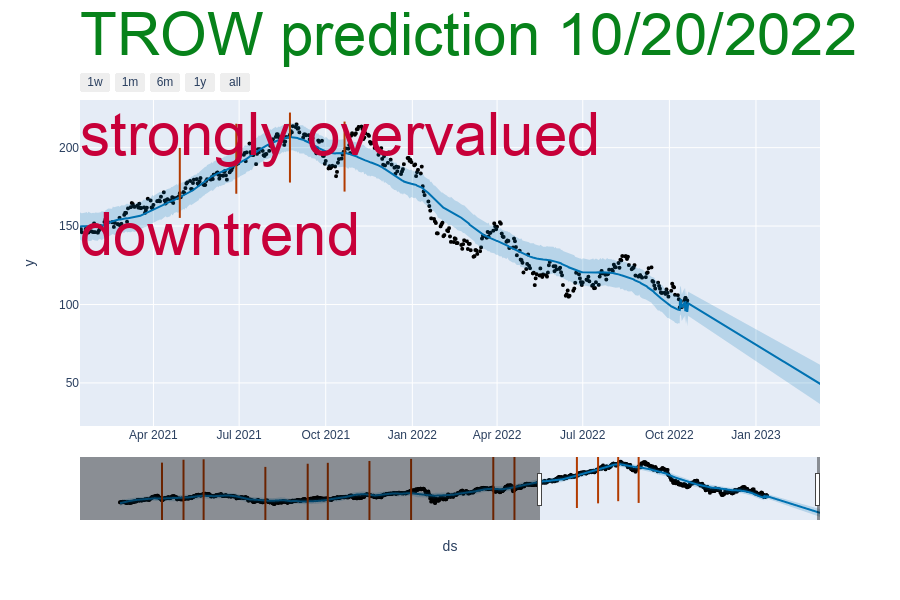 TROW prediction 10/20/2022
1w 1m 6m 1y all
strongly overvalued
200
downtrend
150
y
100
50
Apr 2021 Jul 2021 Oct 2021 Jan 2022 Apr 2022 Jul 2022 Oct 2022 Jan 2023
ds